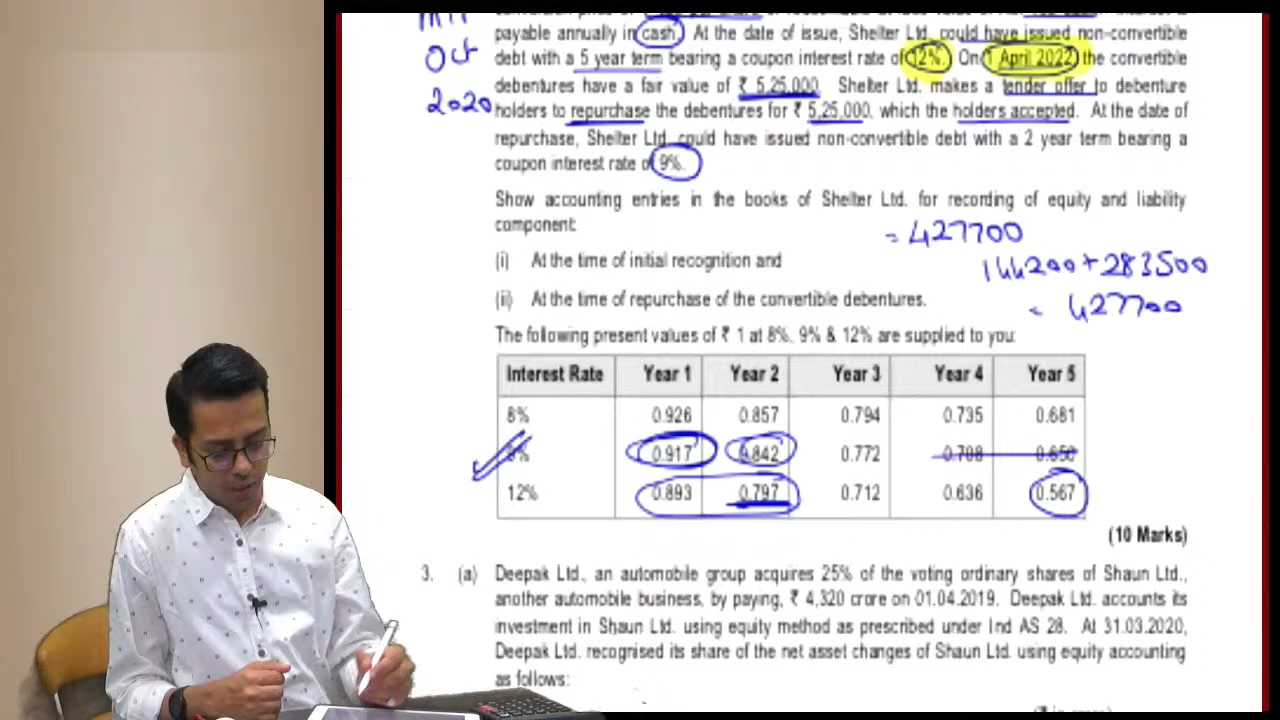 MTP
Oct
2020
payable annually in cash. At the date of issue, Shelter Ltd. could have issued non-convertible
debt with a 5 year term bearing a coupon interest rate of 12%. On 1 April 2022 the convertible
debentures have a fair value of ₹ 5,25,000. Shelter Ltd. makes a tender offer to debenture
holders to repurchase the debentures for ₹ 5,25,000, which the holders accepted. At the date of
repurchase, Shelter Ltd. could have issued non-convertible debt with a 2 year term bearing a
coupon interest rate of 9%.
Show accounting entries in the books of Shelter Ltd. for recording of equity and liability
component:
= 427700
(i) At the time of initial recognition and
144200 + 283500
(ii) At the time of repurchase of the convertible debentures.
= 427700
The following present values of ₹ 1 at 8%, 9% & 12% are supplied to you:
Interest Rate Year 1 Year 2 Year 3 Year 4 Year 5
8% 0.926 0.857 0.794 0.735 0.681
9% 0.917 0.842 0.772 0.708 0.650
12% 0.893 0.797 0.712 0.636 0.567
(10 Marks)
3. (a) Deepak Ltd., an automobile group acquires 25% of the voting ordinary shares of Shaun Ltd.,
another automobile business, by paying, ₹ 4,320 crore on 01.04.2019. Deepak Ltd. accounts its
investment in Shaun Ltd. using equity method as prescribed under Ind AS 28. At 31.03.2020,
Deepak Ltd. recognised its share of the net asset changes of Shaun Ltd. using equity accounting
as follows: